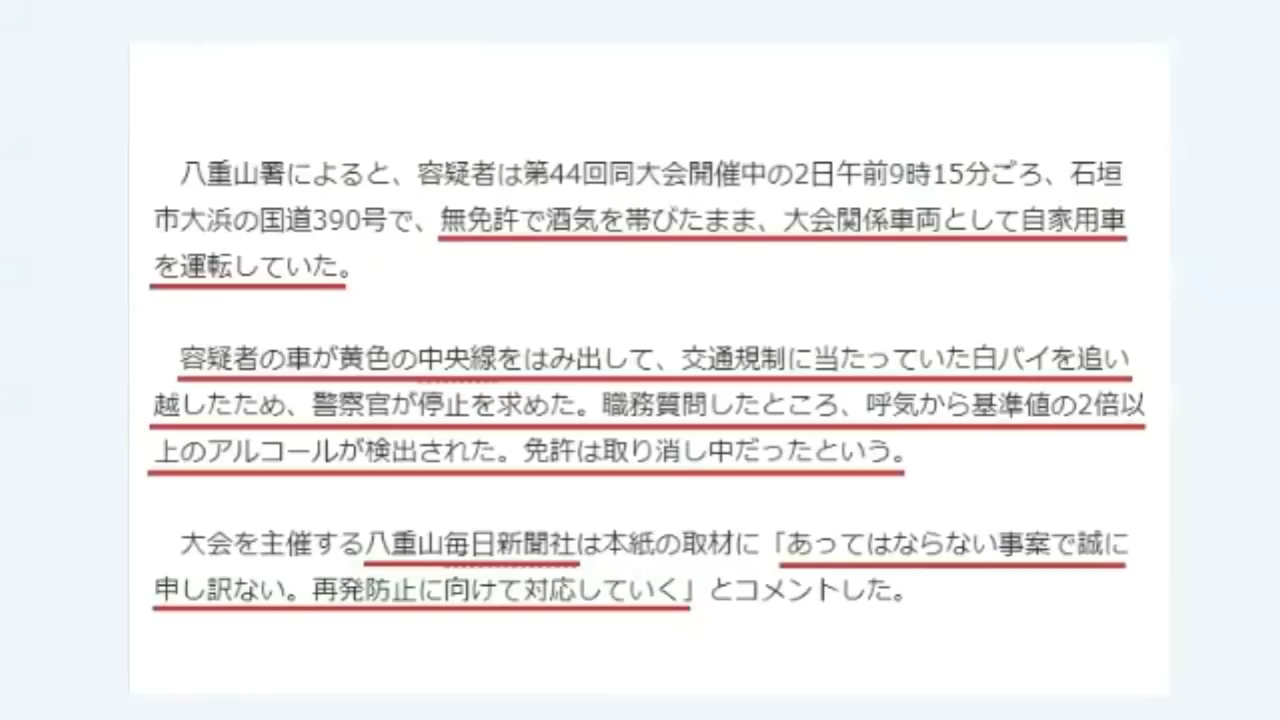 八重山署によると、容疑者は第44回同大会開催中の2日午前9時15分ごろ、石垣
市大浜の国道390号で、無免許で酒気を帯びたまま、大会関係車両として自家用車
を運転していた。
容疑者の車が黄色の中央線をはみ出して、交通規制に当たっていた白バイを追い
越したため、警察官が停止を求めた。職務質問したところ、呼気から基準値の2倍以
上のアルコールが検出された。免許は取り消し中だったという。
大会を主催する八重山毎日新聞社は本紙の取材に「あってはならない事案で誠に
申し訳ない。再発防止に向けて対応していく」とコメントした。